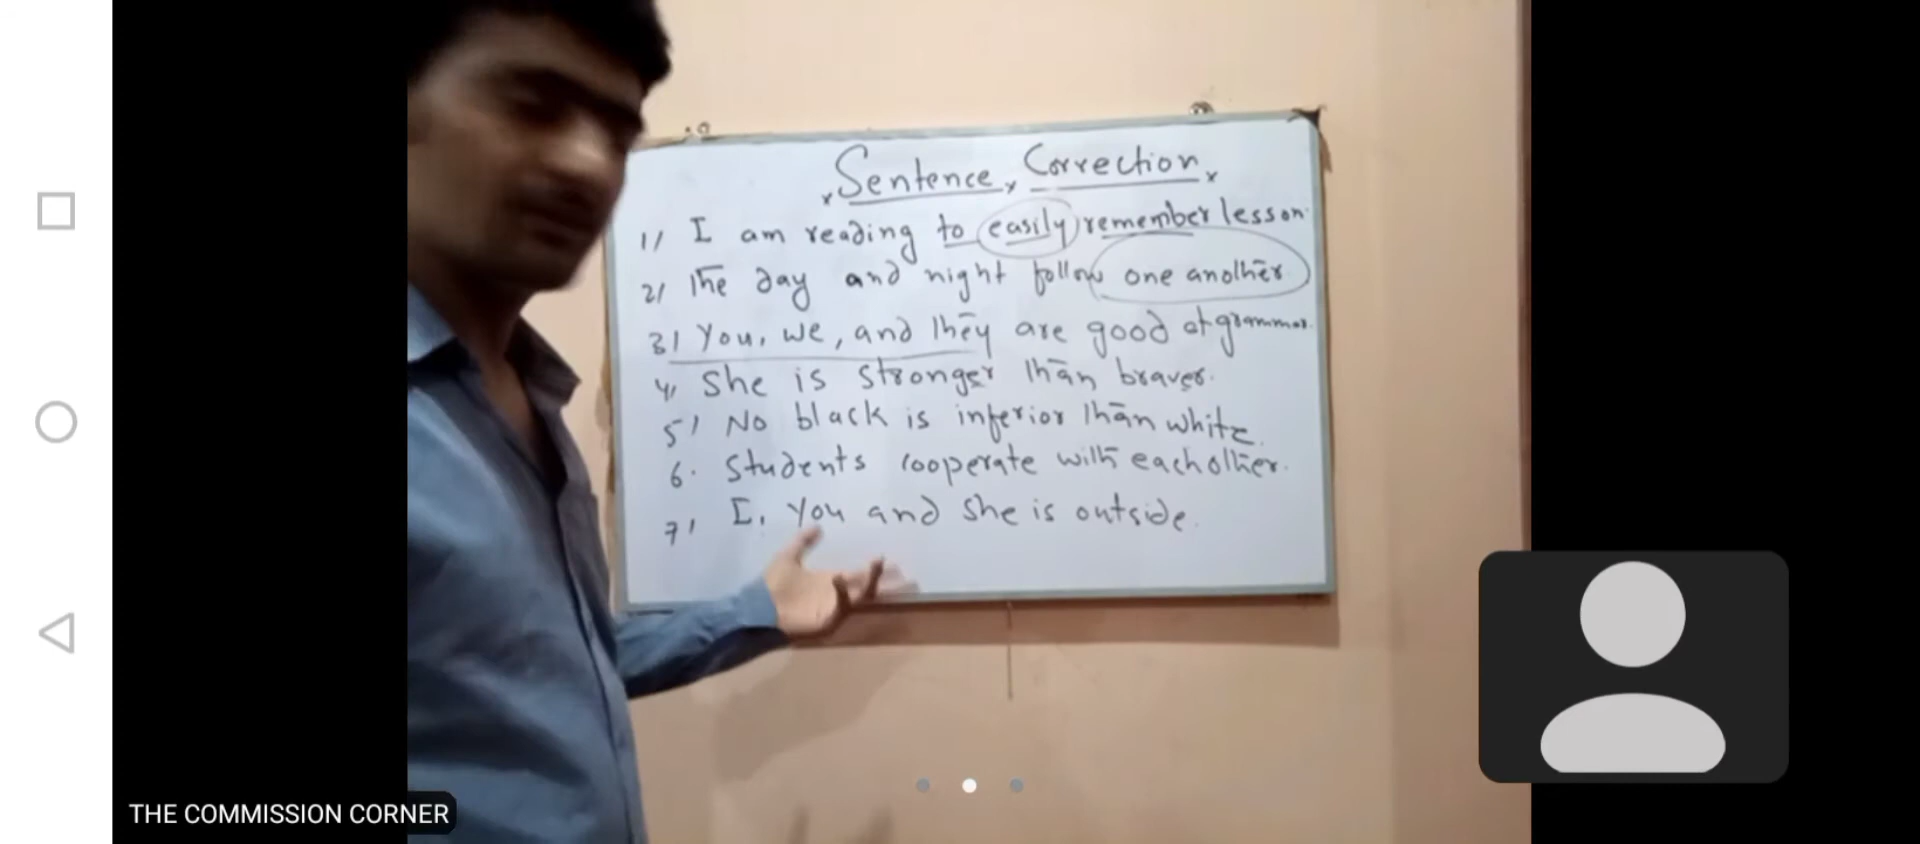 Sentence Correction
1) I am reading to easily remember lesson.
2) The day and night follow one another.
3) You, we, and they are good at grammar.
4) She is stronger than braver.
5) No black is inferior than white.
6. Students cooperate with each other.
7) I, You and she is outside.
THE COMMISSION CORNER